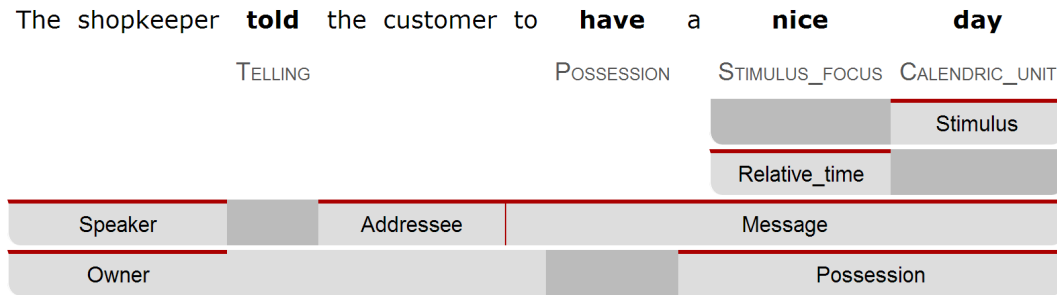 The shopkeeper told the customer to have a nice day
TELLING POSSESSION STIMULUS_FOCUS CALENDRIC_UNIT
Stimulus
Relative_time
Speaker Addressee Message
Owner Possession